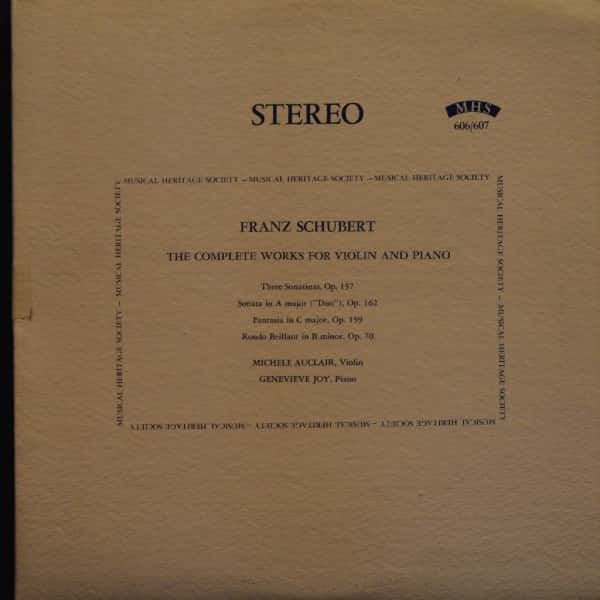 STEREO
MHS
606/607
MUSICAL HERITAGE SOCIETY — MUSICAL HERITAGE SOCIETY — MUSICAL HERITAGE SOCIETY
MUSICAL HERITAGE SOCIETY — MUSICAL HERITAGE SOCIETY
MUSICAL HERITAGE SOCIETY — MUSICAL HERITAGE SOCIETY
FRANZ SCHUBERT
THE COMPLETE WORKS FOR VIOLIN AND PIANO
Three Sonatinas, Op. 137
Sonata in A major ("Duo"), Op. 162
Fantasia in C major, Op. 159
Rondo Brillant in B minor, Op. 70
MICHELE AUCLAIR, Violin
GENEVIEVE JOY, Piano
MUSICAL HERITAGE SOCIETY — MUSICAL HERITAGE SOCIETY — MUSICAL HERITAGE SOCIETY